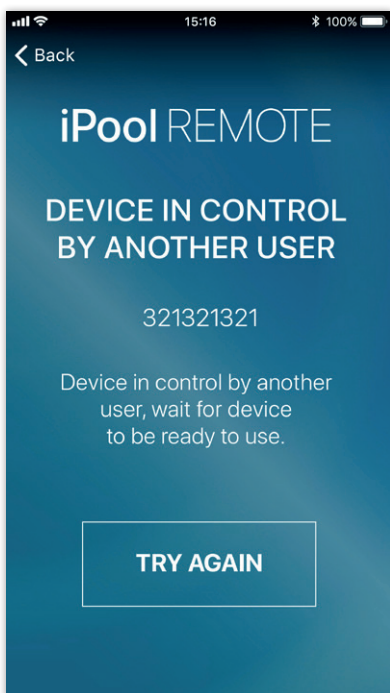 15:16
100%
Back
iPool REMOTE
DEVICE IN CONTROL
BY ANOTHER USER
321321321
Device in control by another
user, wait for device
to be ready to use.
TRY AGAIN